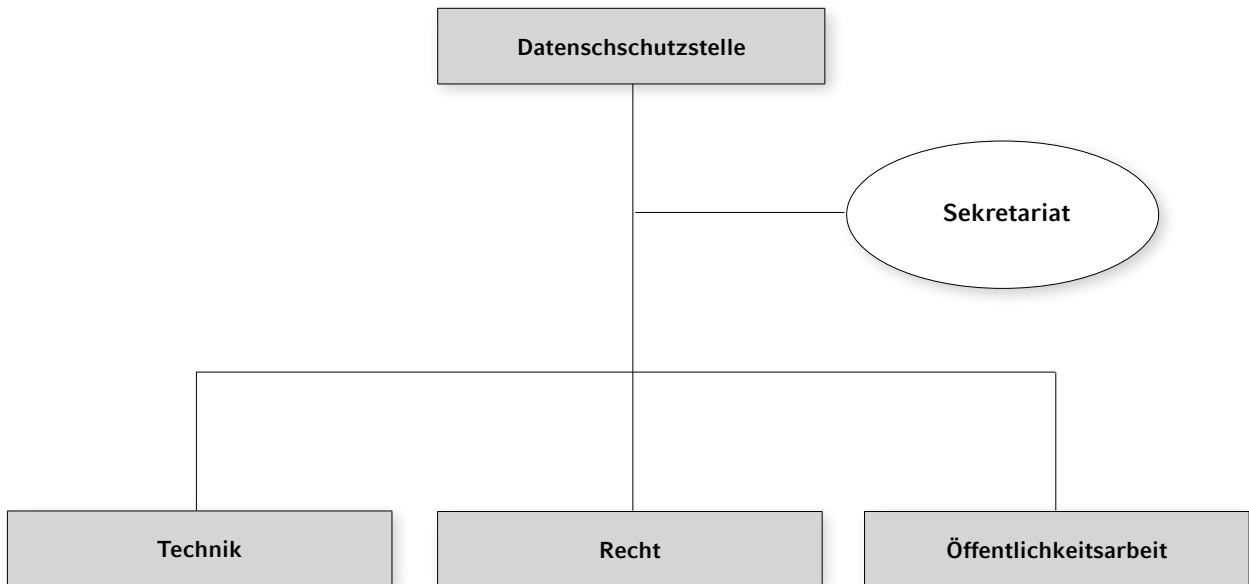 Datenschschutzstelle
Sekretariat
Technik
Recht
Öffentlichkeitsarbeit